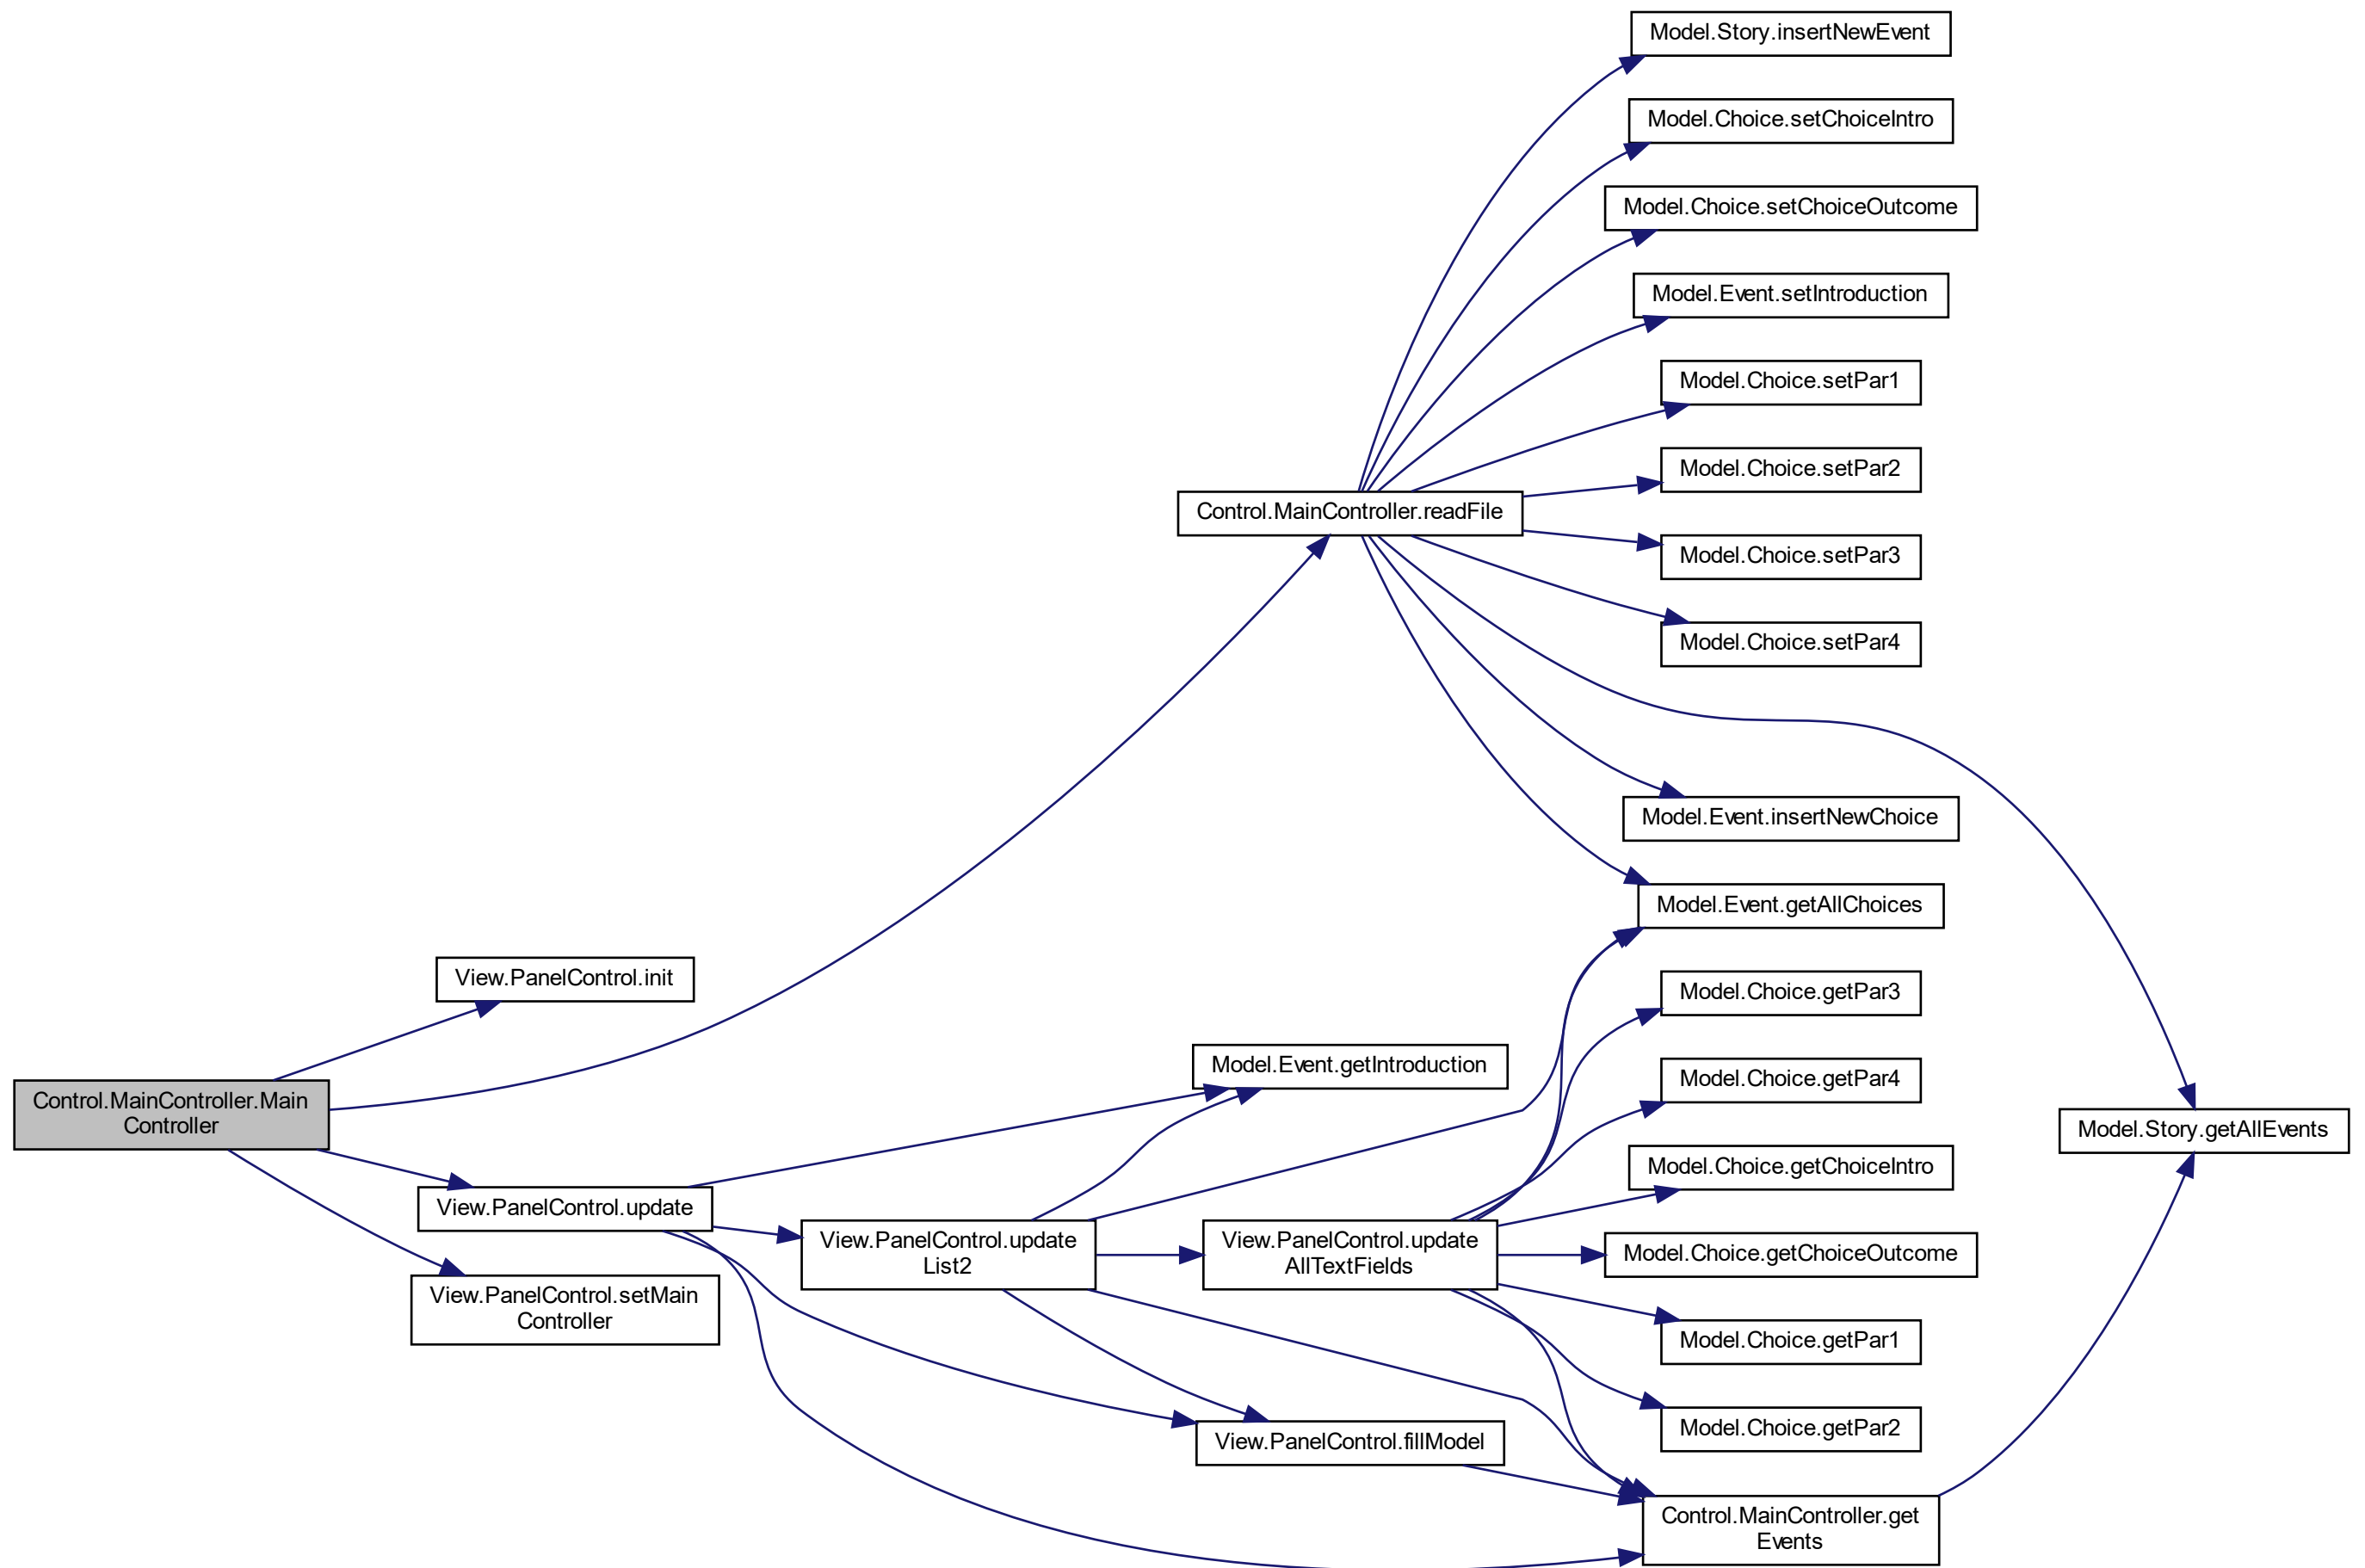 Model.Story.insertNewEvent
Model.Choice.setChoiceIntro
Model.Choice.setChoiceOutcome
Model.Event.setIntroduction
Model.Choice.setPar1
Model.Choice.setPar2
Control.MainController.readFile
Model.Choice.setPar3
Model.Choice.setPar4
Model.Event.insertNewChoice
Model.Event.getAllChoices
View.PanelControl.init
Model.Choice.getPar3
Model.Event.getIntroduction
Model.Choice.getPar4
Control.MainController.Main
Controller
Model.Story.getAllEvents
Model.Choice.getChoiceIntro
View.PanelControl.update
View.PanelControl.update
List2
View.PanelControl.update
AllTextFields
Model.Choice.getChoiceOutcome
View.PanelControl.setMain
Controller
Model.Choice.getPar1
Model.Choice.getPar2
View.PanelControl.fillModel
Control.MainController.get
Events